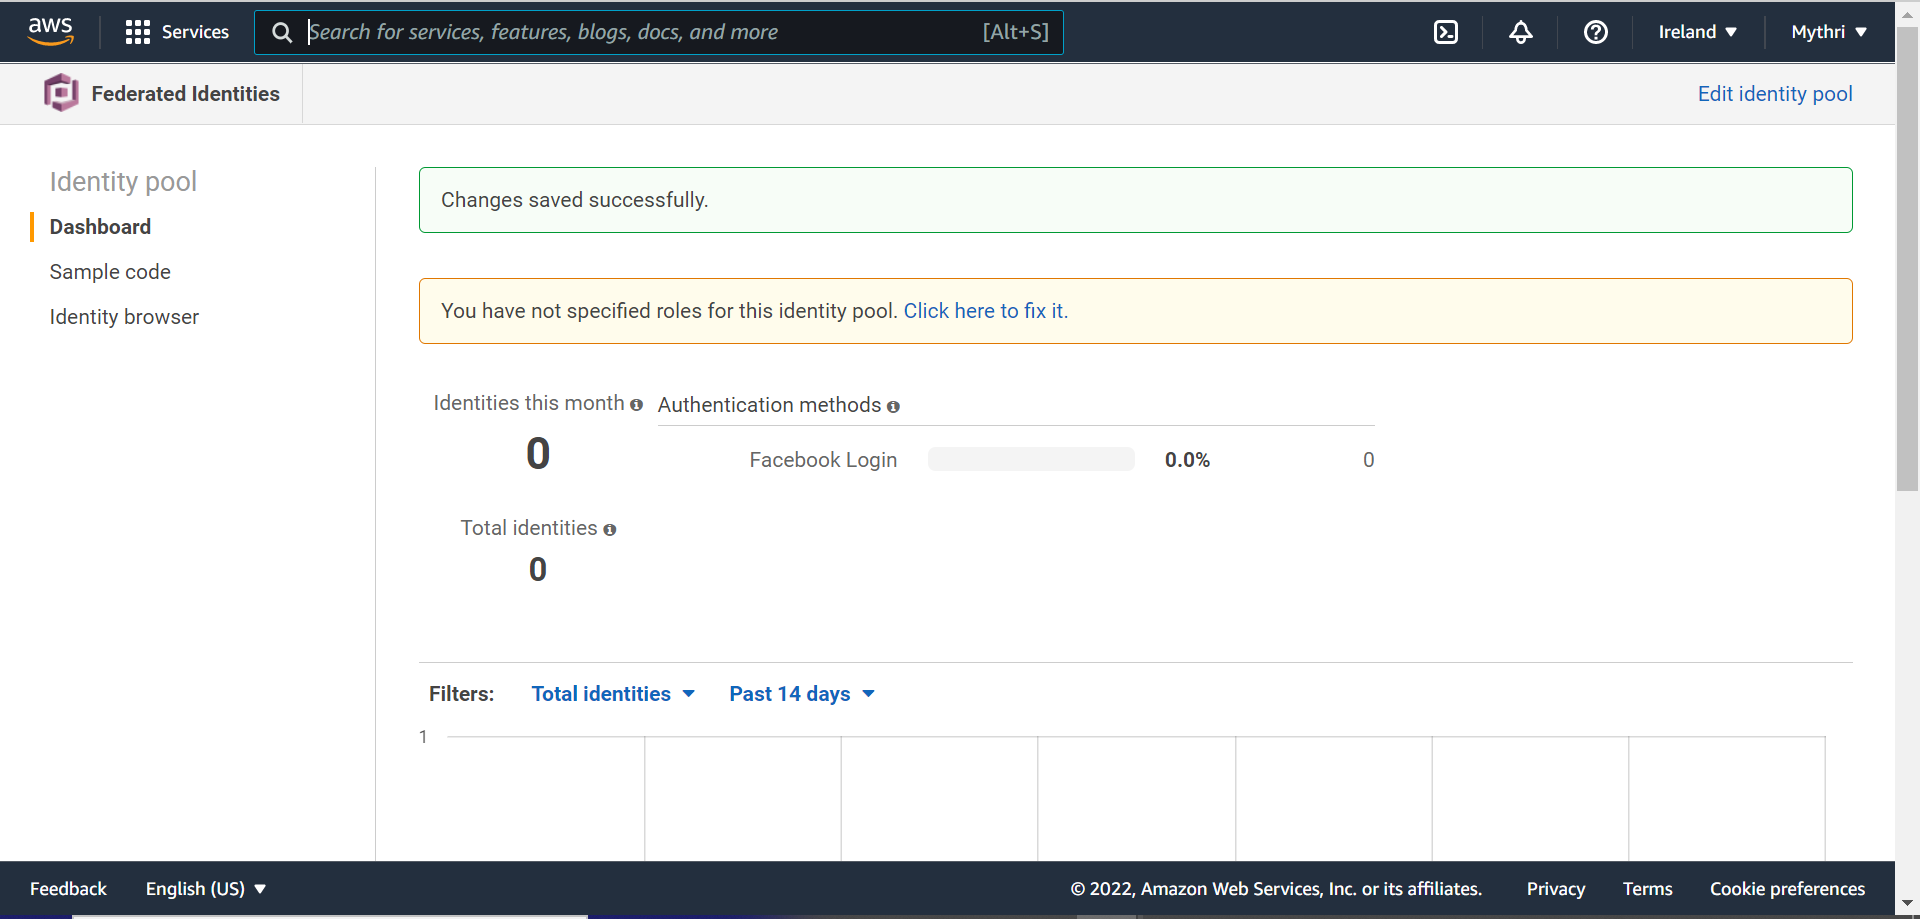 aws
Services
Search for services, features, blogs, docs, and more [Alt+S]
Ireland ▼
Mythri ▼
Federated Identities
Edit identity pool
Identity pool
Dashboard
Sample code
Identity browser
Changes saved successfully.
You have not specified roles for this identity pool. Click here to fix it.
Identities this month
0
Authentication methods
Facebook Login 0.0% 0
Total identities
0
Filters: Total identities Past 14 days
1
Feedback English (US) ▼ © 2022, Amazon Web Services, Inc. or its affiliates. Privacy Terms Cookie preferences